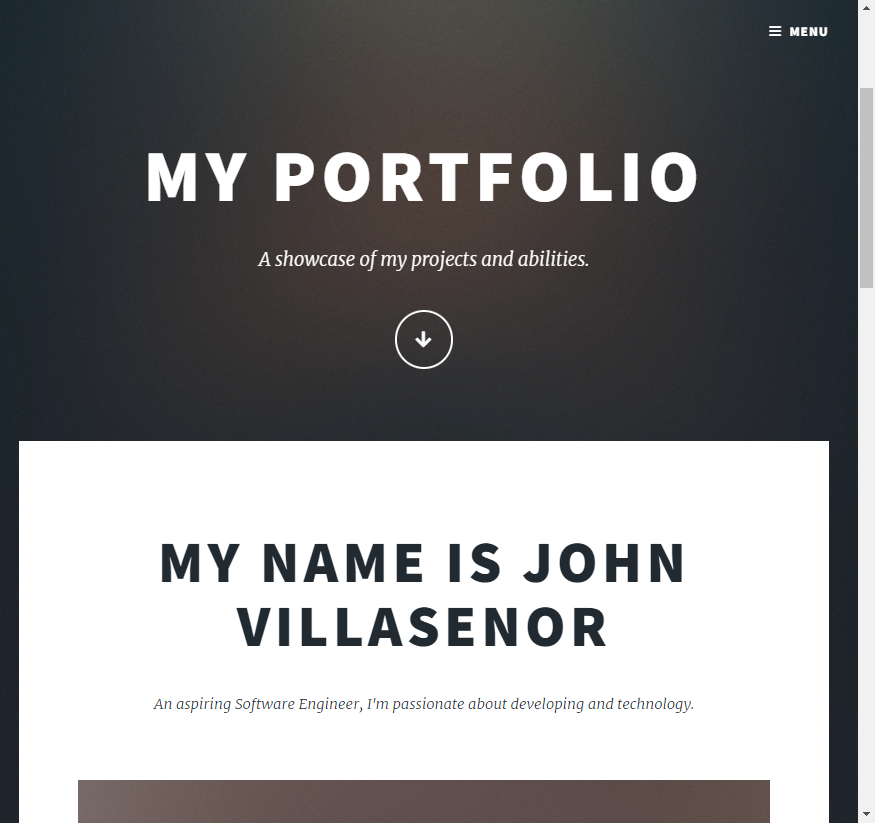 MENU
MY PORTFOLIO
A showcase of my projects and abilities.
MY NAME IS JOHN
VILLASENOR
An aspiring Software Engineer, I'm passionate about developing and technology.